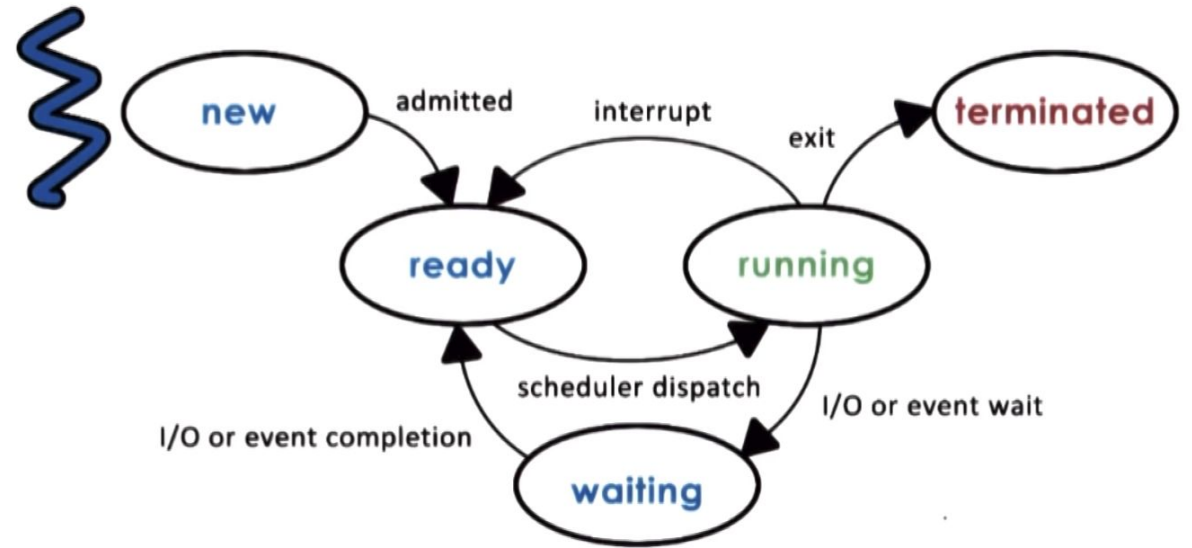 new
admitted
interrupt
exit
terminated
ready
running
scheduler dispatch
I/O or event wait
I/O or event completion
waiting